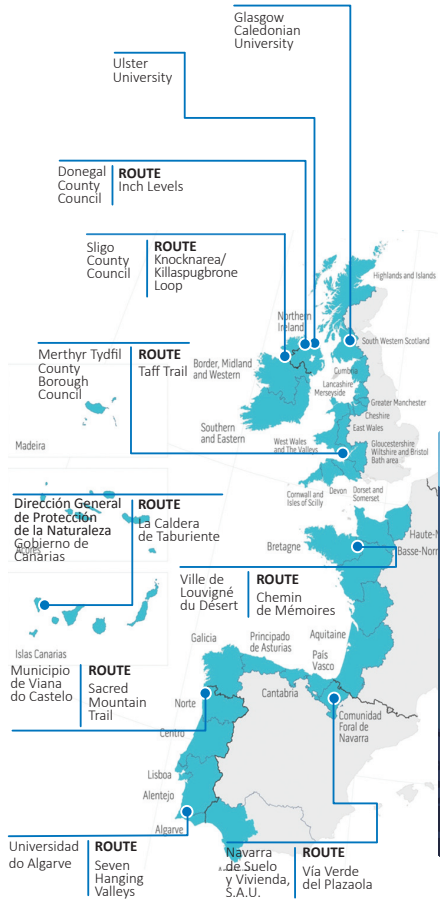 Glasgow
Caledonian
University
Ulster
University
Donegal
County
Council
ROUTE
Inch Levels
Sligo
County
Council
ROUTE
Knocknarea/
Killaspugbrone
Loop
Highlands and Islands
Northern
Ireland
South Western Scotland
Merthyr Tydfil
County
Borough
Council
ROUTE
Taff Trail
Border, Midland
and Western
Cumbria
Lancashire
Merseyside
Greater Manchester
Cheshire
East Wales
Southern
and Eastern
West Wales
and The Valleys
Gloucestershire
Wiltshire and Bristol
Bath area
Madeira
Cornwall and
Isles of Scilly
Devon
Dorset and
Somerset
Dirección General
de Protección
de la Naturaleza
Gobierno de
Canarias
ROUTE
La Caldera
de Taburiente
Açores
Haute-N
Basse-Norm
Bretagne
Ville de
Louvigné
du Désert
ROUTE
Chemin
de Mémoires
Islas Canarias
Galicia
Principado
de Asturias
Aquitaine
País
Vasco
Cantabria
Municipio
de Viana
do Castelo
ROUTE
Sacred
Mountain
Trail
Norte
Comunidad
Foral de
Navarra
Centro
Lisboa
Alentejo
Algarve
Universidad
do Algarve
ROUTE
Seven
Hanging
Valleys
Navarra
de Suelo
y Vivienda,
S.A.U.
ROUTE
Vía Verde
del Plazaola